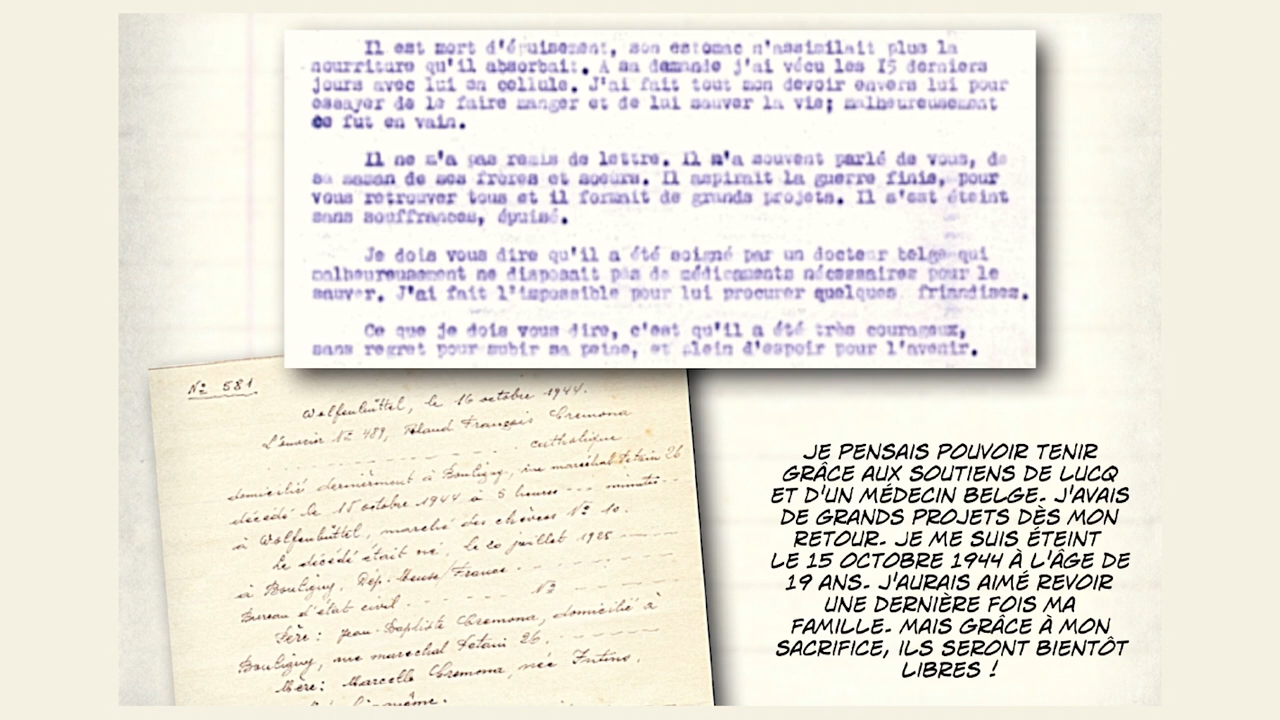 Il est mort d'épuisement, son estomac n'assimilait plus la
nourriture qu'il absorbait. A sa demande j'ai vécu les I5 derniers
jours avec lui en cellule. J'ai fait tout mon devoir envers lui pour
essayer de le faire manger et de lui sauver la vie; malheureusement
ce fut en vain.
Il ne m'a pas remis de lettre. Il m'a souvent parlé de vous, de
sa maman de ses frères et soeurs. Il aspirait la guerre finie, pour
vous retrouver tous et il formait de grands projets. Il s'est éteint
sans souffrances, épuisé.
Je dois vous dire qu'il a été soigné par un docteur belge qui
malheureusement ne disposait pas de médicaments nécessaires pour le
sauver. J'ai fait l'impossible pour lui procurer quelques friandises.
Ce que je dois vous dire, c'est qu'il a été très courageux,
sans regret pour subir sa peine, et plein d'espoir pour l'avenir.
No 581.
Wolfenbüttel, le 16 octobre 1944.
L'ouvrier No 489, Roland François Cremona
catholique
domicilié dernièrment à Bouligny, rue maréchal Petain 26
décédé le 15 octobre 1944 à 5 heures --- minutes --
à Wolfenbüttel, marché des chèvres No 10.
Le décédé était né, le 20 juillet 1925
à Bouligny, Dep. Meuse/France
Bureau d'état civil No
Père: Jean-Baptiste Cremona, domicilié à
Bouligny, rue marechal Petain 26.
Mère: Marcelle Cremona, née
JE PENSAIS POUVOIR TENIR
GRÂCE AUX SOUTIENS DE LUCQ
ET D'UN MÉDECIN BELGE. J'AVAIS
DE GRANDS PROJETS DÈS MON
RETOUR. JE ME SUIS ÉTEINT
LE 15 OCTOBRE 1944 À L'ÂGE DE
19 ANS. J'AURAIS AIMÉ REVOIR
UNE DERNIÈRE FOIS MA
FAMILLE. MAIS GRÂCE À MON
SACRIFICE, ILS SERONT BIENTÔT
LIBRES !